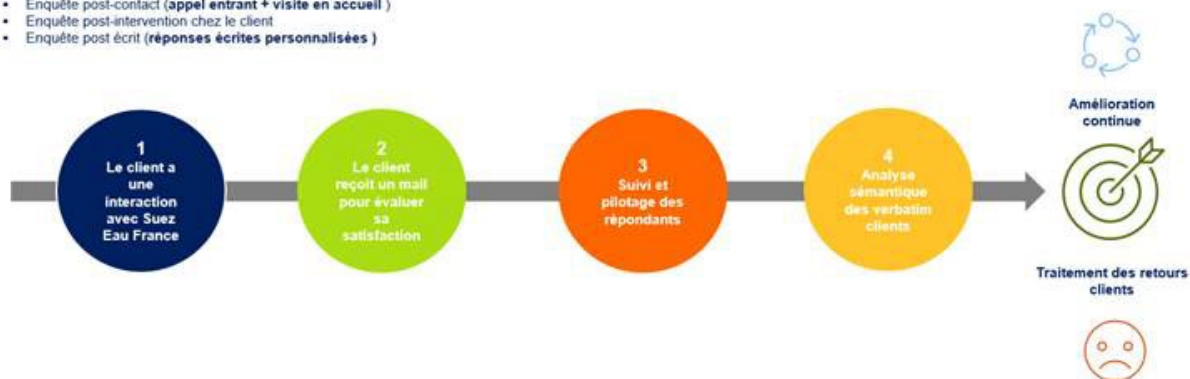 Enquête post-contact (appel entrant + visite en accueil )
Enquête post-intervention chez le client
Enquête post écrit (réponses écrites personnalisées )
Amélioration
continue
1
Le client a
une
interaction
avec Suez
Eau France
2
Le client
reçoit un mail
pour évaluer
sa
satisfaction
3
Suivi et
pilotage des
répondants
4
Analyse
sémantique
des verbatim
clients
Traitement des retours
clients